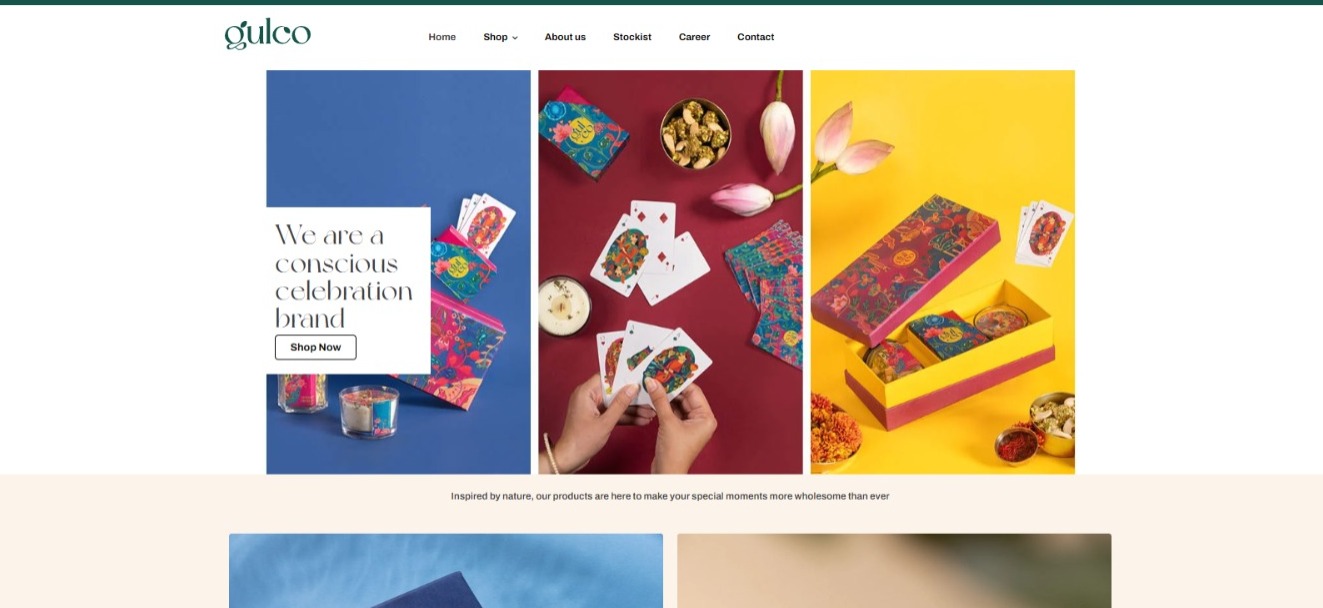 gulco
Home Shop About us Stockist Career Contact
We are a
conscious
celebration
brand
Shop Now
Inspired by nature, our products are here to make your special moments more wholesome than ever